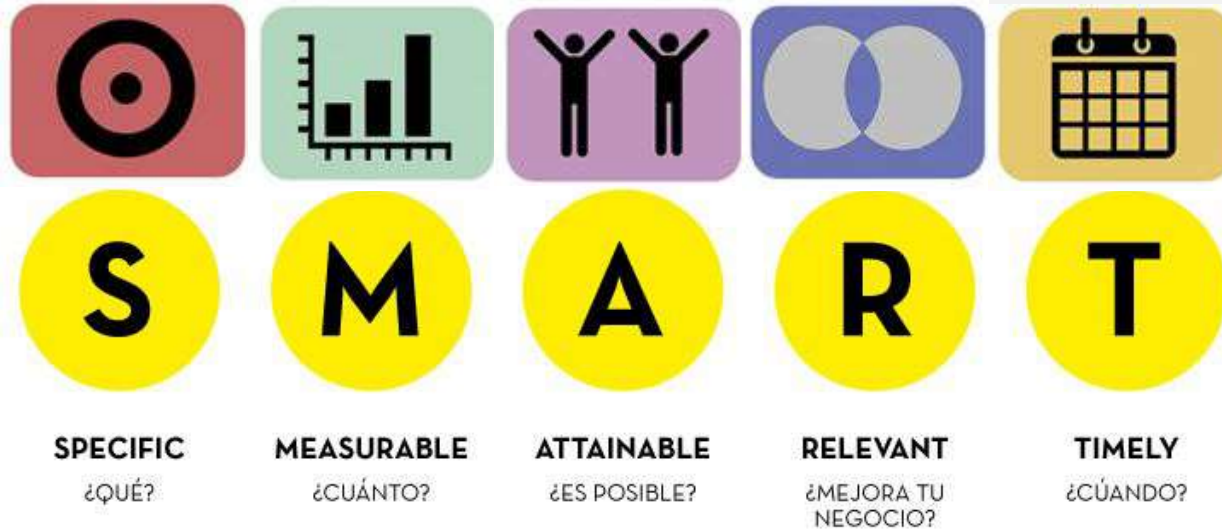 S M A R T
SPECIFIC MEASURABLE ATTAINABLE RELEVANT TIMELY
¿QUÉ? ¿CUÁNTO? ¿ES POSIBLE? ¿MEJORA TU ¿CÚANDO?
NEGOCIO?